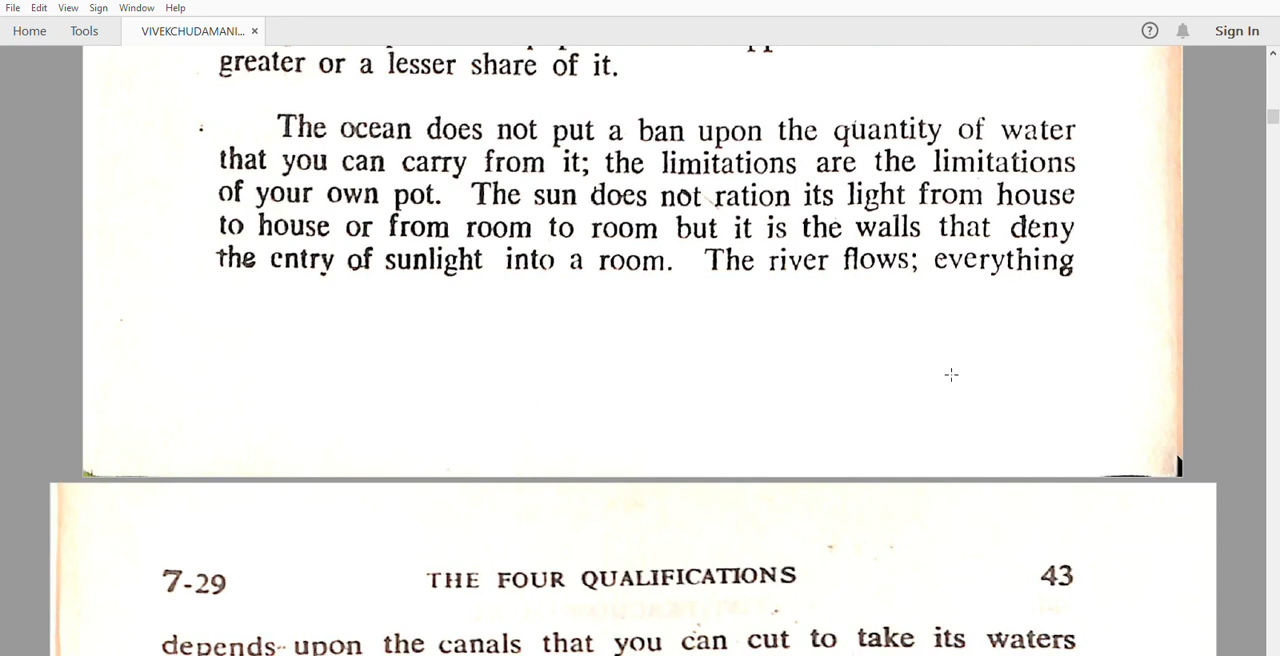 File Edit View Sign Window Help
Home Tools VIVEKCHUDAMANI... × Sign In
greater or a lesser share of it.
The ocean does not put a ban upon the quantity of water
that you can carry from it; the limitations are the limitations
of your own pot. The sun does not ration its light from house
to house or from room to room but it is the walls that deny
the entry of sunlight into a room. The river flows; everything
7-29 THE FOUR QUALIFICATIONS 43
depends upon the canals that you can cut to take its waters